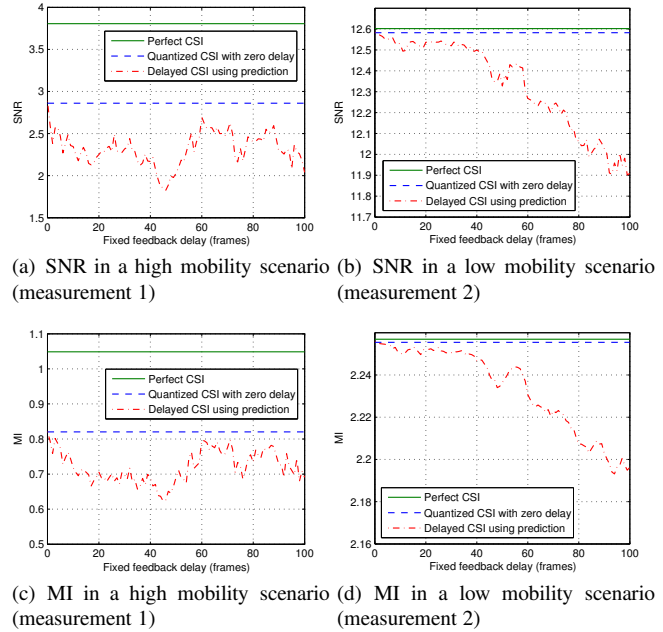 4
3.5
3
2.5
2
1.5
0 20 40 60 80 100
SNR
Fixed feedback delay (frames)
Perfect CSI
Quantized CSI with zero delay
Delayed CSI using prediction
12.6
12.5
12.4
12.3
12.2
12.1
12
11.9
11.8
11.7
0 20 40 60 80 100
SNR
Fixed feedback delay (frames)
Perfect CSI
Quantized CSI with zero delay
Delayed CSI using prediction
(a) SNR in a high mobility scenario
(measurement 1)
(b) SNR in a low mobility scenario
(measurement 2)
1.1
1
0.9
0.8
0.7
0.6
0.5
0 20 40 60 80 100
MI
Fixed feedback delay (frames)
Perfect CSI
Quantized CSI with zero delay
Delayed CSI using prediction
2.24
2.22
2.2
2.18
2.16
0 20 40 60 80 100
MI
Fixed feedback delay (frames)
Perfect CSI
Quantized CSI with zero delay
Delayed CSI using prediction
(c) MI in a high mobility scenario
(measurement 1)
(d) MI in a low mobility scenario
(measurement 2)